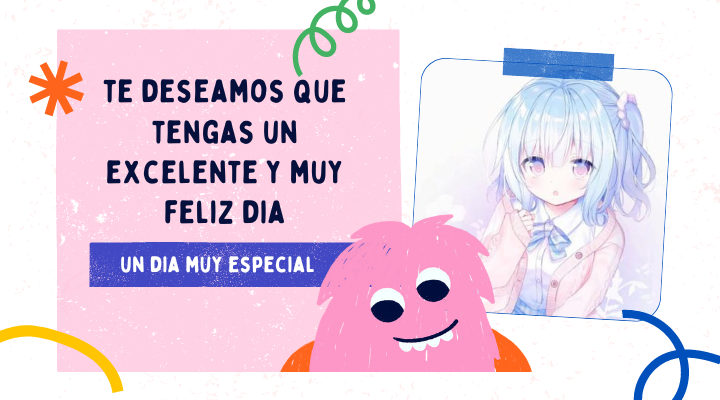 TE DESEAMOS QUE
TENGAS UN
EXCELENTE Y MUY
FELIZ DIA
UN DIA MUY ESPECIAL